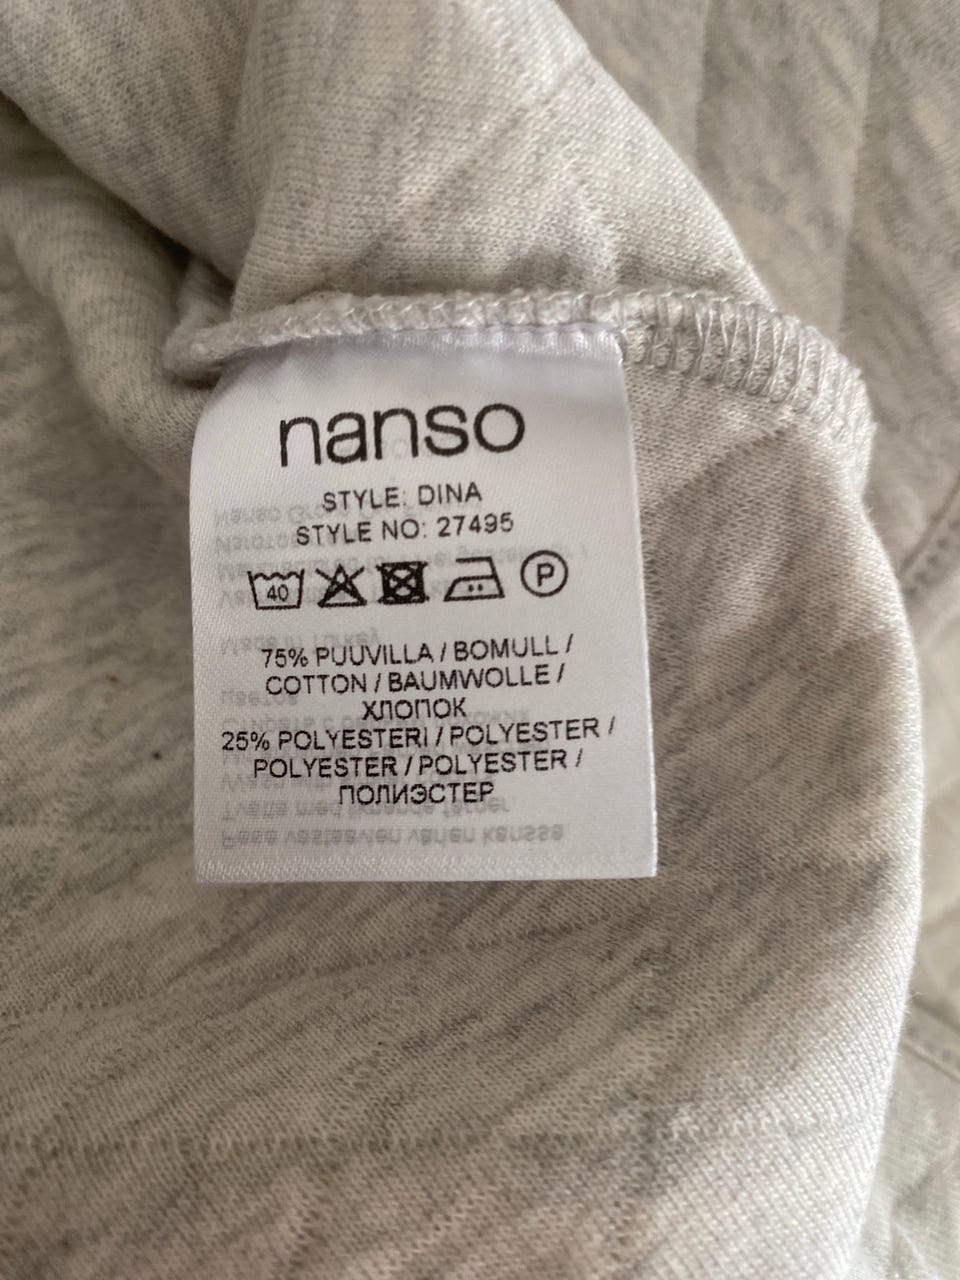 nanso
STYLE: DINA
STYLE NO: 27495
40 P
75% PUUVILLA / BOMULL /
COTTON / BAUMWOLLE /
ХЛОПОК
25% POLYESTERI / POLYESTER /
POLYESTER / POLYESTER /
ПОЛИЭСТЕР